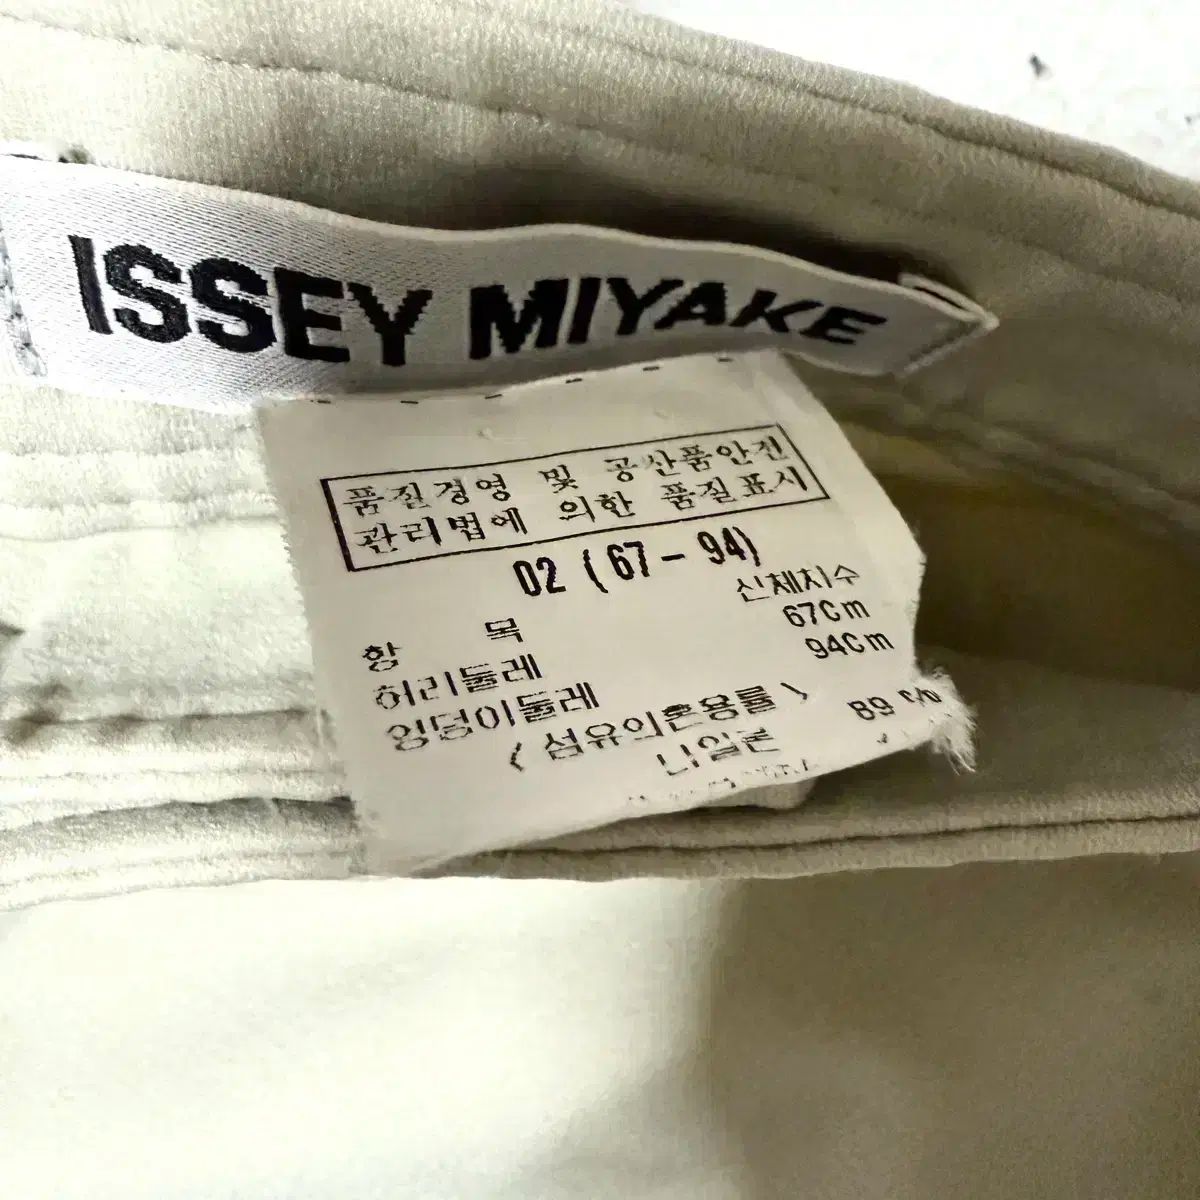 ISSEY MIYAKE
품질경영 및 공산품안전
관리법에 의한 품질표시
02 (67-94)
항 목 신체치수
허리둘레 67Cm
엉덩이둘레 94Cm
<섬유의혼용률>
나일론 89 %